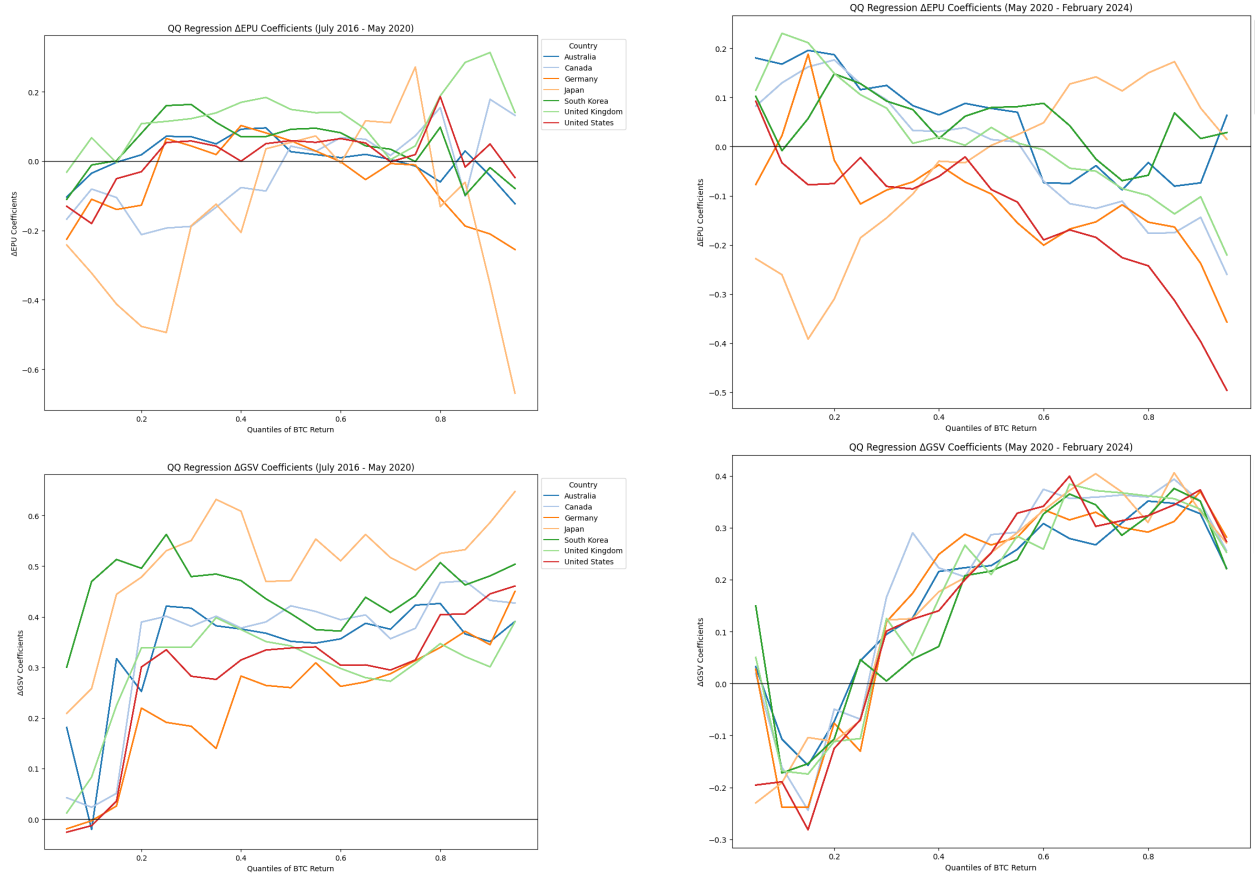 QQ Regression ΔEPU Coefficients (July 2016 - May 2020)
ΔEPU Coefficients
0.2
0.0
−0.2
−0.4
−0.6
0.2
0.4
0.6
0.8
Quantiles of BTC Return
Country
Australia
Canada
Germany
Japan
South Korea
United Kingdom
United States
QQ Regression ΔEPU Coefficients (May 2020 - February 2024)
ΔEPU Coefficients
0.2
0.1
0.0
−0.1
−0.2
−0.3
−0.4
−0.5
0.2
0.4
0.6
0.8
Quantiles of BTC Return
QQ Regression ΔGSV Coefficients (July 2016 - May 2020)
ΔGSV Coefficients
0.6
0.5
0.4
0.3
0.2
0.1
0.0
0.2
0.4
0.6
0.8
Quantiles of BTC Return
Country
Australia
Canada
Germany
Japan
South Korea
United Kingdom
United States
QQ Regression ΔGSV Coefficients (May 2020 - February 2024)
ΔGSV Coefficients
0.4
0.3
0.2
0.1
0.0
−0.1
−0.2
−0.3
0.2
0.4
0.6
0.8
Quantiles of BTC Return